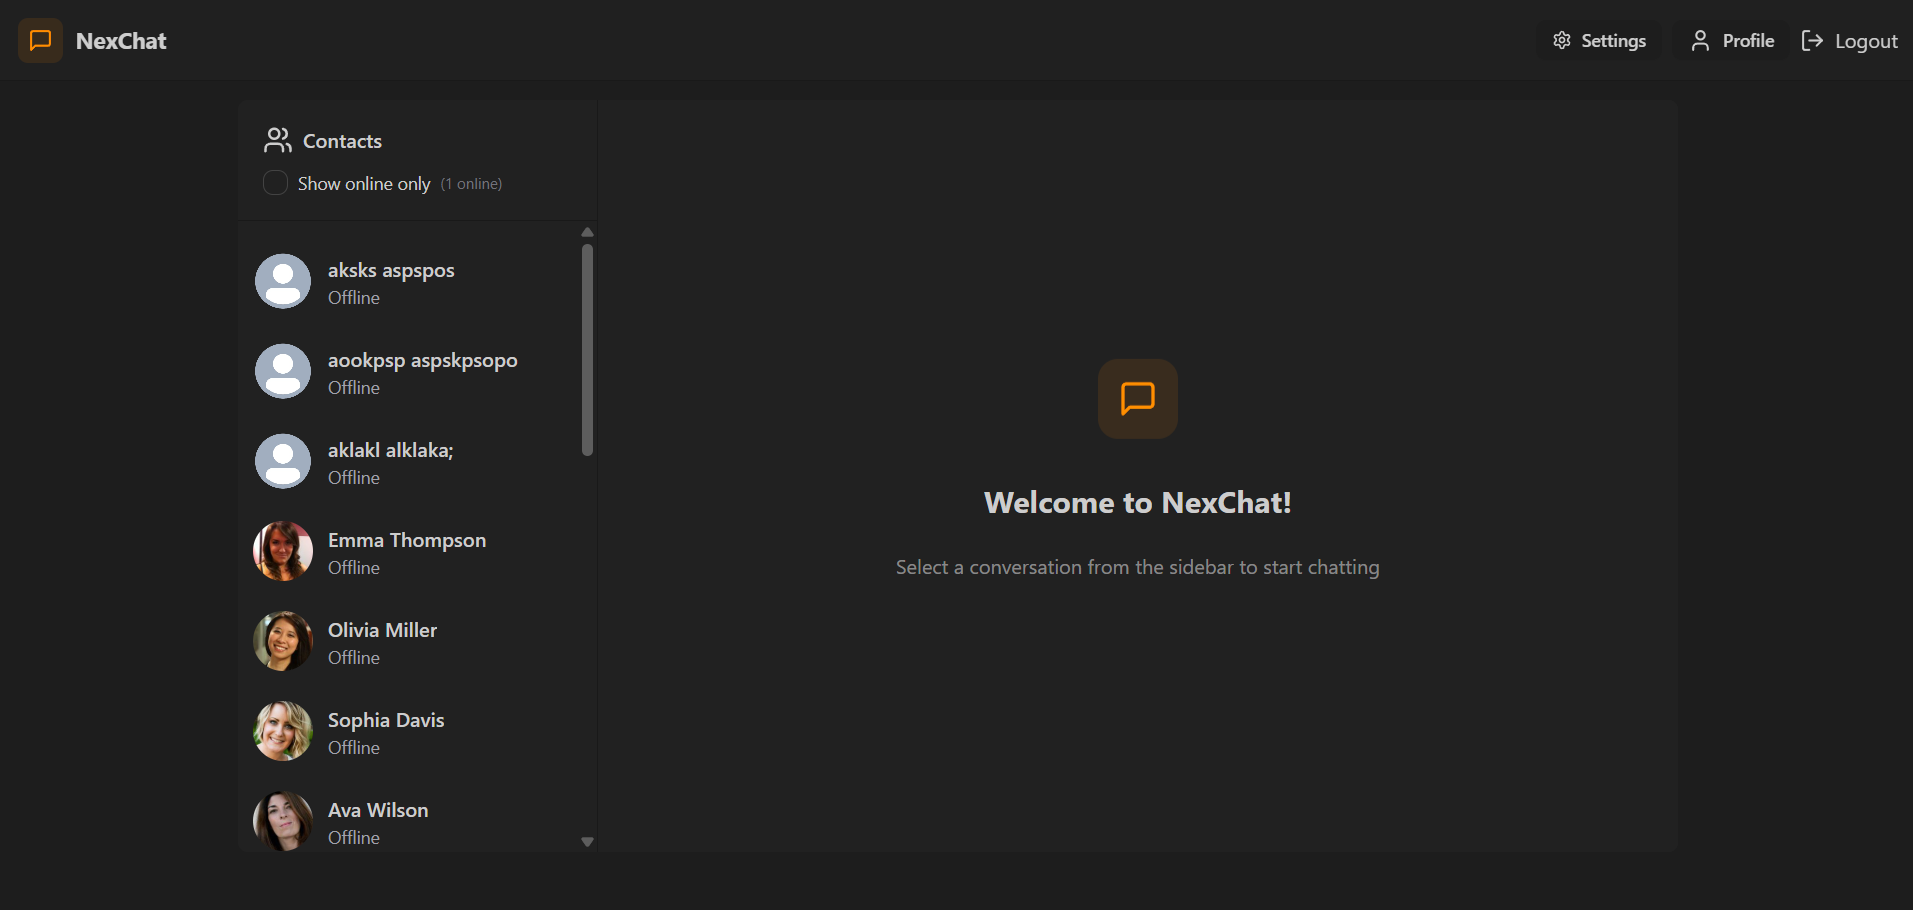 NexChat
Settings
Profile
Logout
Contacts
Show online only (1 online)
aksks aspspos
Offline
aookpsp aspskpsopo
Offline
aklakl alklaka;
Offline
Emma Thompson
Offline
Olivia Miller
Offline
Sophia Davis
Offline
Ava Wilson
Offline
Welcome to NexChat!
Select a conversation from the sidebar to start chatting